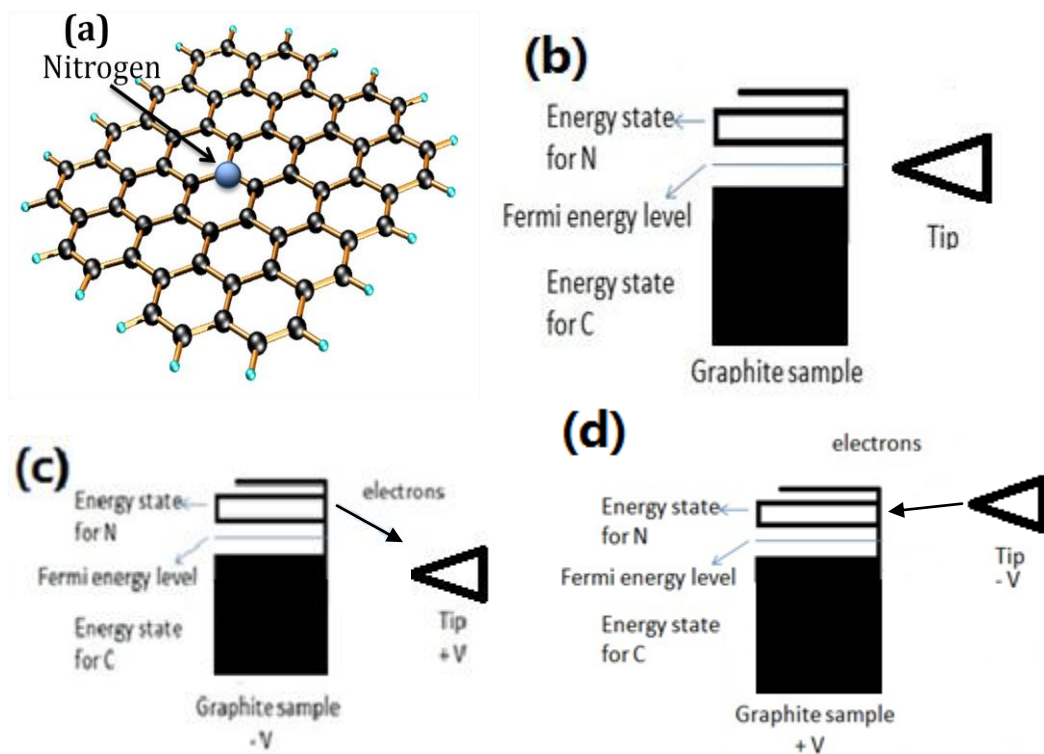 (a)
Nitrogen
(b)
Energy state
for N
Fermi energy level
Energy state
for C
Tip
Graphite sample
(c)
Energy state
for N
electrons
Fermi energy level
Energy state
for C
Tip
+ V
Graphite sample
- V
(d)
electrons
Energy state
for N
Fermi energy level
Tip
- V
Energy state
for C
Graphite sample
+ V